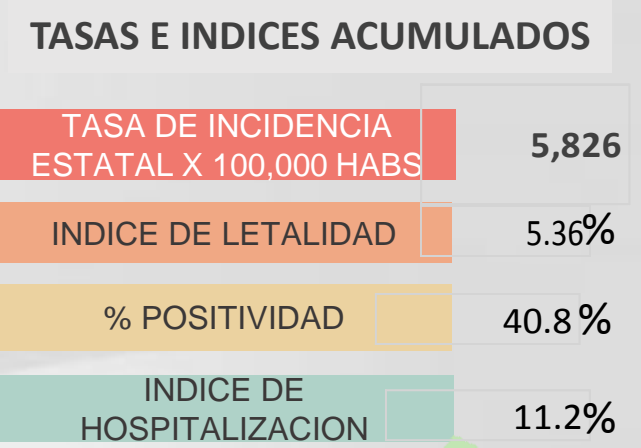 TASAS E INDICES ACUMULADOS
TASA DE INCIDENCIA
ESTATAL X 100,000 HABS
5,826
INDICE DE LETALIDAD
5.36%
% POSITIVIDAD
40.8 %
INDICE DE
HOSPITALIZACION
11.2%